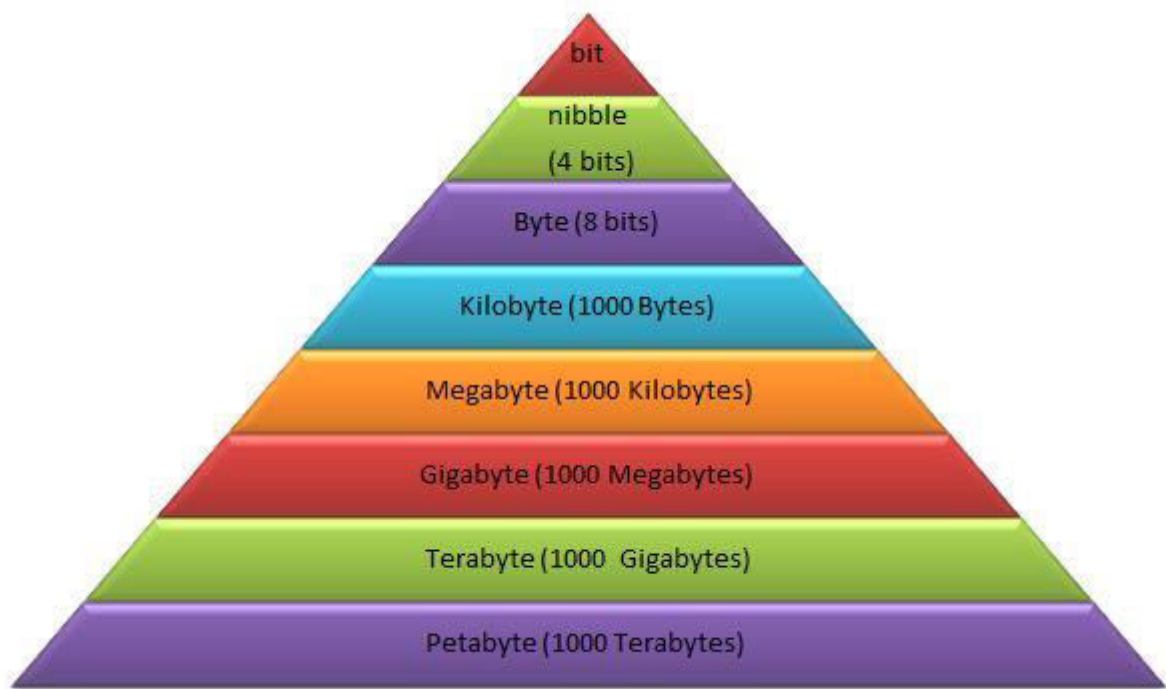 bit
nibble
(4 bits)
Byte (8 bits)
Kilobyte (1000 Bytes)
Megabyte (1000 Kilobytes)
Gigabyte (1000 Megabytes)
Terabyte (1000 Gigabytes)
Petabyte (1000 Terabytes)